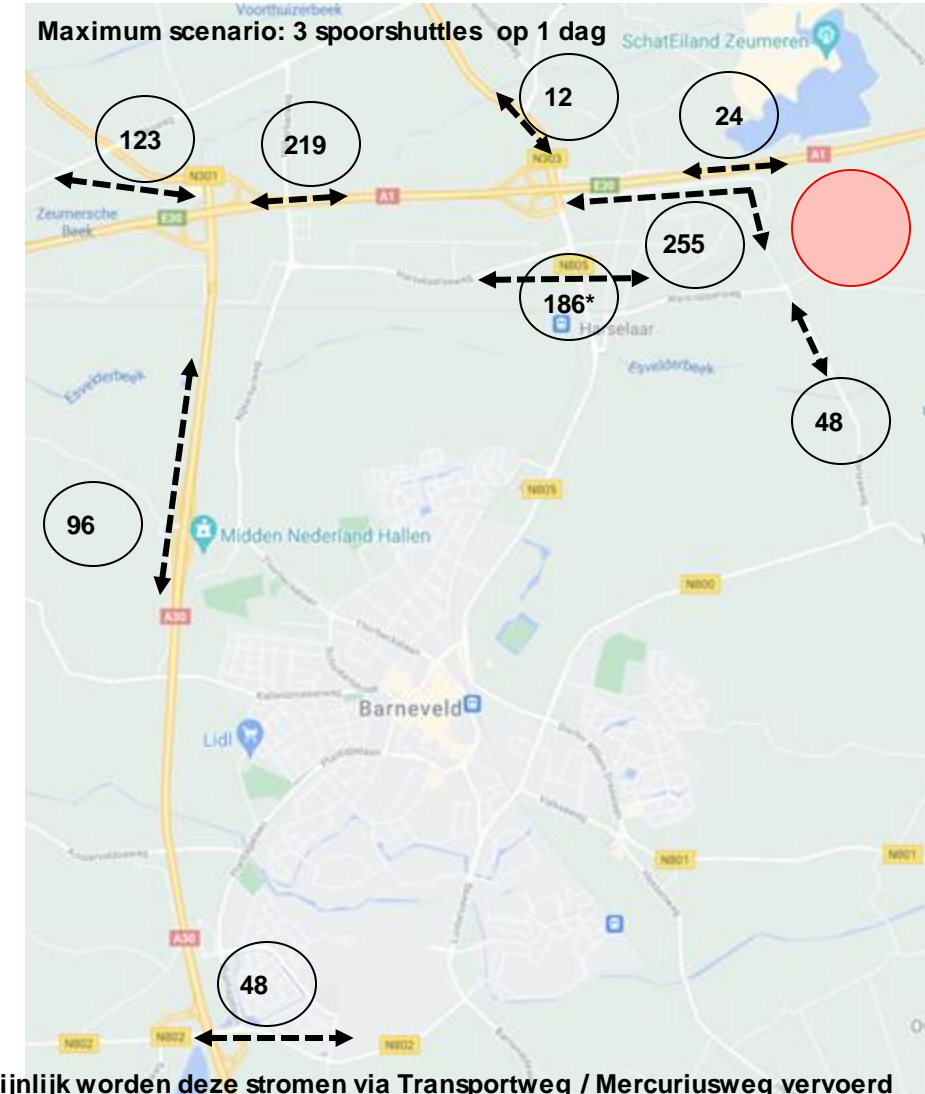 Voorthuizerbeek
Maximum scenario: 3 spoorshuttles op 1 dag
SchatEiland Zeumeren
12
24
123
219
N303
A1
N301
E30
A1
Zeumersche
Beek
E30
255
N805
186*
Harselaar
Esvelderbeek
Esvelderbeek
48
N805
96
Midden Nederland Hallen
N800
A30
Barneveld
Lidl
Plantagelaan
Valkseweg
N801
N801
A30
48
N802
N802
N802
ijnlijk worden deze stromen via Transportweg / Mercuriusweg vervoerd